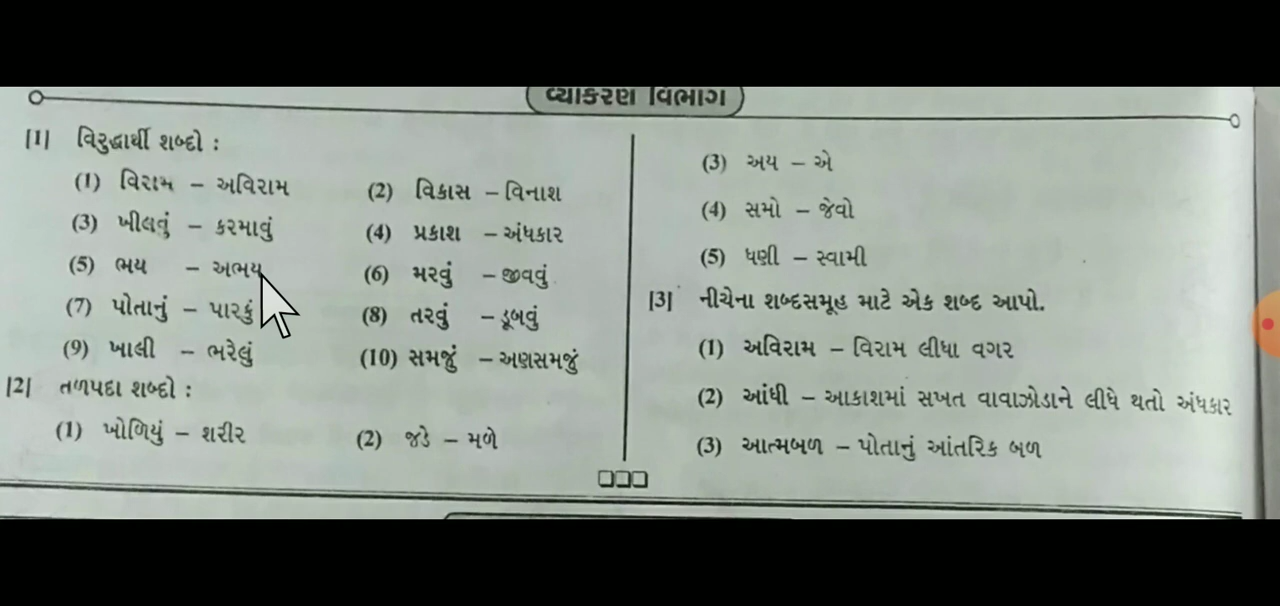 વ્યાકરણ વિભાગ
[1] વિરુદ્ધાર્થી શબ્દો :
(1) વિરામ – અવિરામ (2) વિકાસ – વિનાશ
(3) ખીલવું – કરમાવું (4) પ્રકાશ – અંધકાર
(5) ભય – અભય (6) મરવું – જીવવું
(7) પોતાનું – પારકું (8) તરવું – ડૂબવું
(9) ખાલી – ભરેલું (10) સમજું – અણસમજું
[2] તળપદા શબ્દો :
(1) ખોળિયું – શરીર (2) જડે – મળે
(3) અય – એ
(4) સમો – જેવો
(5) ધણી – સ્વામી
[3] નીચેના શબ્દસમૂહ માટે એક શબ્દ આપો.
(1) અવિરામ – વિરામ લીધા વગર
(2) આંધી – આકાશમાં સખત વાવાઝોડાને લીધે થતો અંધકાર
(3) આત્મબળ – પોતાનું આંતરિક બળ